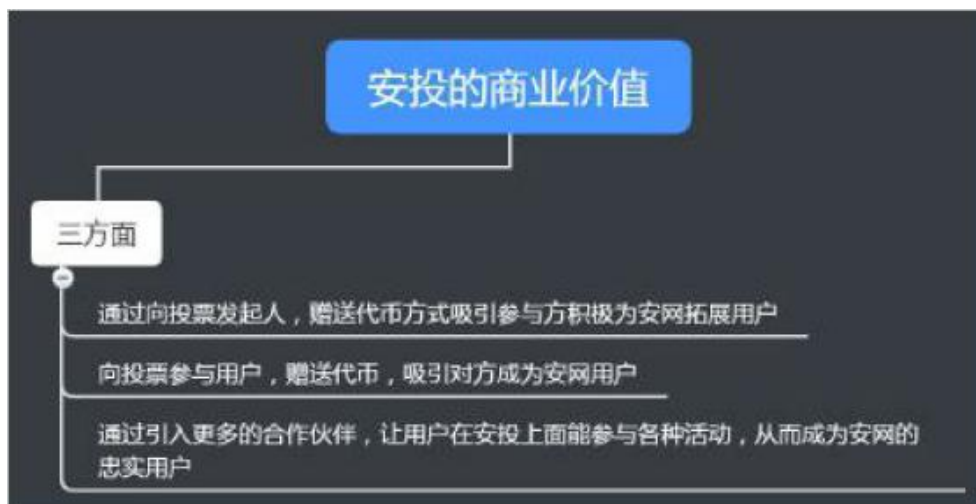 安投的商业价值
三方面
通过向投票发起人，赠送代币方式吸引参与方积极为安网拓展用户
向投票参与用户，赠送代币，吸引对方成为安网用户
通过引入更多的合作伙伴，让用户在安投上面能参与各种活动，从而成为安网的
忠实用户